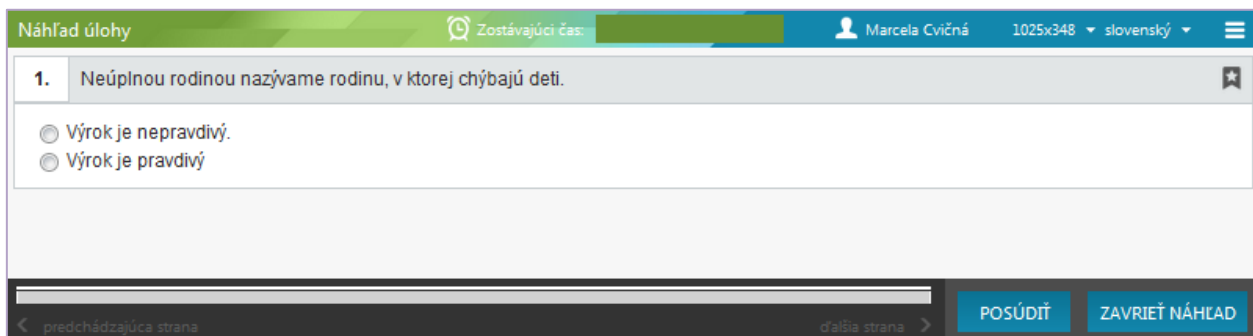 Náhľad úlohy
Zostávajúci čas:
Marcela Cvičná
1025x348
slovenský
1. Neúplnou rodinou nazývame rodinu, v ktorej chýbajú deti.
Výrok je nepravdivý.
Výrok je pravdivý
predchádzajúca strana
ďalšia strana
POSÚDIŤ
ZAVRIEŤ NÁHĽAD